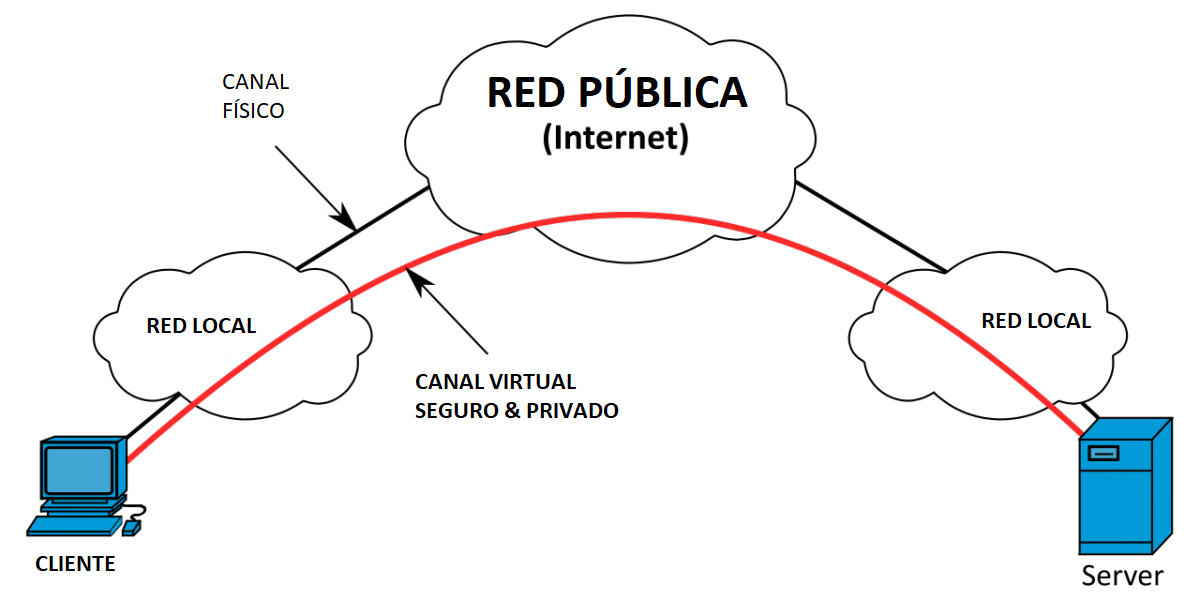 RED PÚBLICA
(Internet)
CANAL
FÍSICO
RED LOCAL
RED LOCAL
CANAL VIRTUAL
SEGURO & PRIVADO
CLIENTE
Server